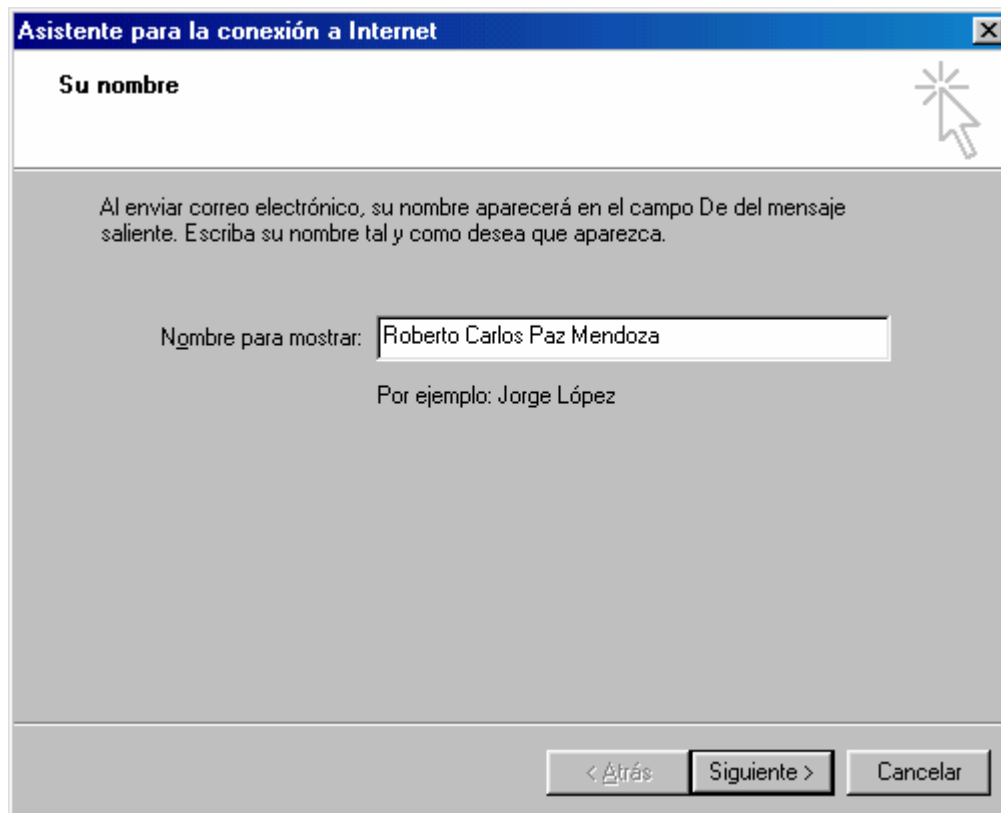 Asistente para la conexión a Internet
Su nombre
Al enviar correo electrónico, su nombre aparecerá en el campo De del mensaje
saliente. Escriba su nombre tal y como desea que aparezca.
Nombre para mostrar: Roberto Carlos Paz Mendoza
Por ejemplo: Jorge López
< Atrás Siguiente > Cancelar